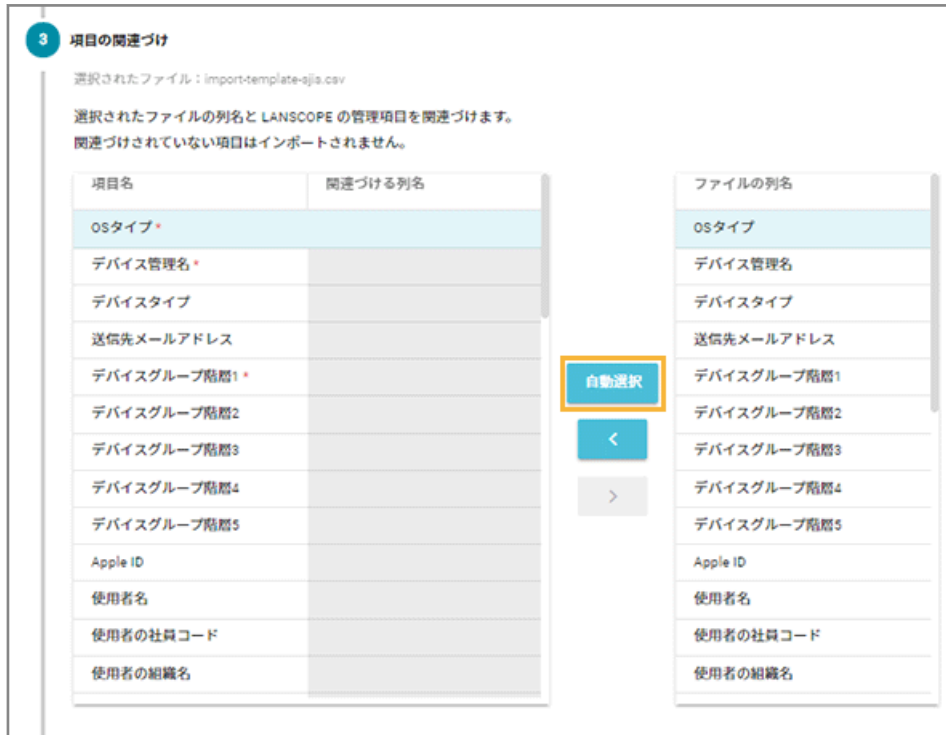 3 項目の関連づけ
選択されたファイル：import-template-sjis.csv
選択されたファイルの列名と LANSCOPE の管理項目を関連づけます。
関連づけされていない項目はインポートされません。
項目名 関連づける列名
OSタイプ *
デバイス管理名 *
デバイスタイプ
送信先メールアドレス
デバイスグループ階層1 *
デバイスグループ階層2
デバイスグループ階層3
デバイスグループ階層4
デバイスグループ階層5
Apple ID
使用者名
使用者の社員コード
使用者の組織名
自動選択
<
>
ファイルの列名
OSタイプ
デバイス管理名
デバイスタイプ
送信先メールアドレス
デバイスグループ階層1
デバイスグループ階層2
デバイスグループ階層3
デバイスグループ階層4
デバイスグループ階層5
Apple ID
使用者名
使用者の社員コード
使用者の組織名